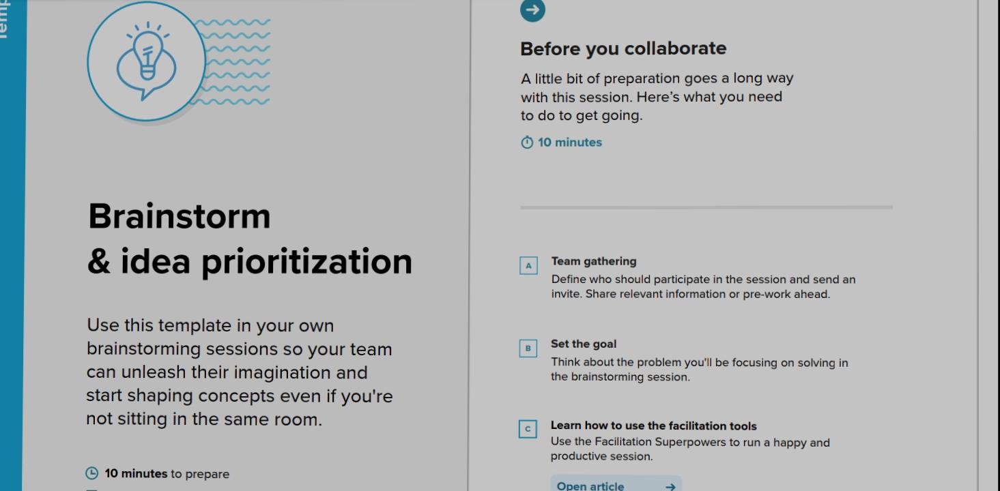 Temp
Brainstorm
& idea prioritization
Use this template in your own
brainstorming sessions so your team
can unleash their imagination and
start shaping concepts even if you're
not sitting in the same room.
10 minutes to prepare
Before you collaborate
A little bit of preparation goes a long way
with this session. Here’s what you need
to do to get going.
10 minutes
A
Team gathering
Define who should participate in the session and send an
invite. Share relevant information or pre-work ahead.
B
Set the goal
Think about the problem you'll be focusing on solving in
the brainstorming session.
C
Learn how to use the facilitation tools
Use the Facilitation Superpowers to run a happy and
productive session.
Open article